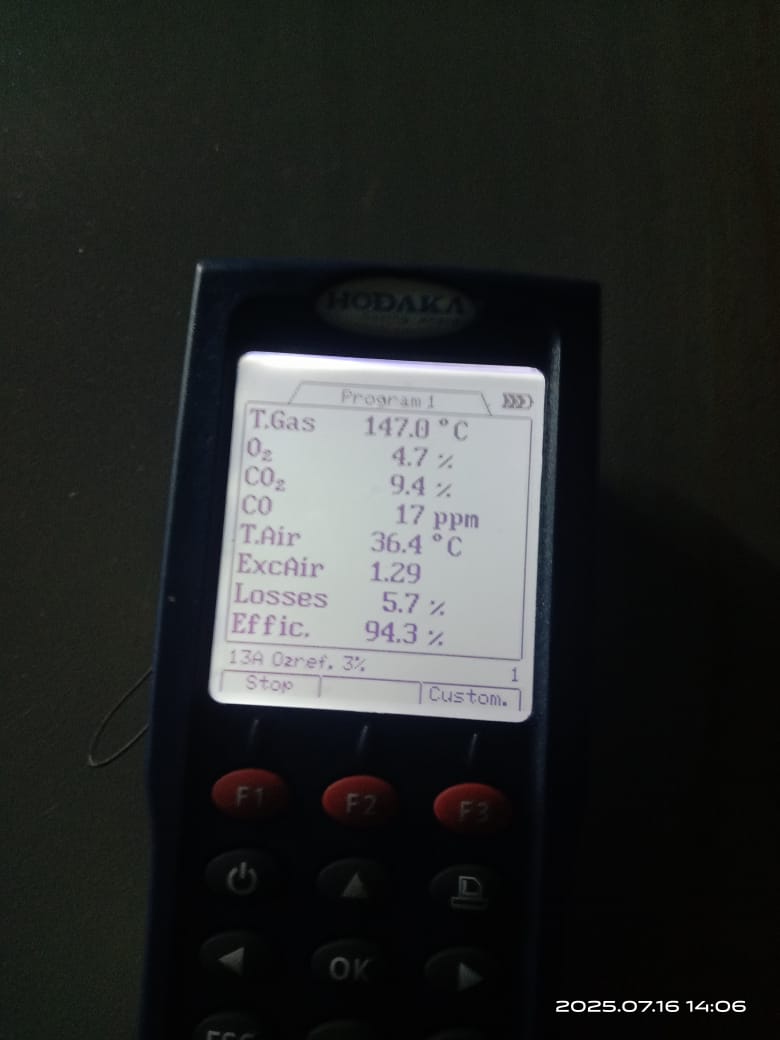 HODAKA
Program 1
T.Gas 147.0 °C
O₂ 4.7 %
CO₂ 9.4 %
CO 17 ppm
T.Air 36.4 °C
ExcAir 1.29
Losses 5.7 %
Effic. 94.3 %
13A O₂ref. 3% 1
Stop Custom.
F1 F2 F3
OK
ESC
2025.07.16 14:06